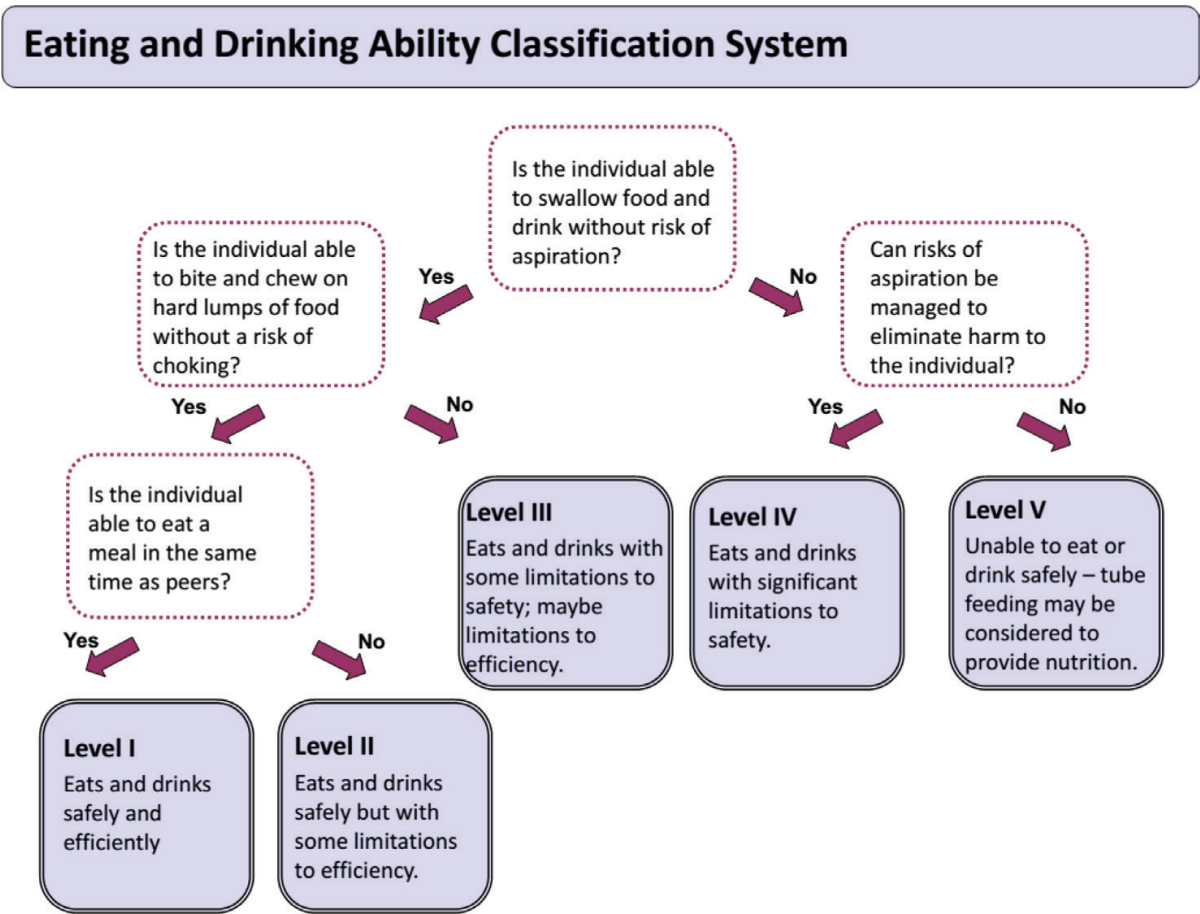 Eating and Drinking Ability Classification System
Is the individual able
to swallow food and
drink without risk of
aspiration?
Yes
No
Is the individual able
to bite and chew on
hard lumps of food
without a risk of
choking?
Can risks of
aspiration be
managed to
eliminate harm to
the individual?
Yes
No
Yes
No
Is the individual
able to eat a
meal in the same
time as peers?
Level III
Eats and drinks with
some limitations to
safety; maybe
limitations to
efficiency.
Level IV
Eats and drinks
with significant
limitations to
safety.
Level V
Unable to eat or
drink safely – tube
feeding may be
considered to
provide nutrition.
Yes
No
Level I
Eats and drinks
safely and
efficiently
Level II
Eats and drinks
safely but with
some limitations
to efficiency.